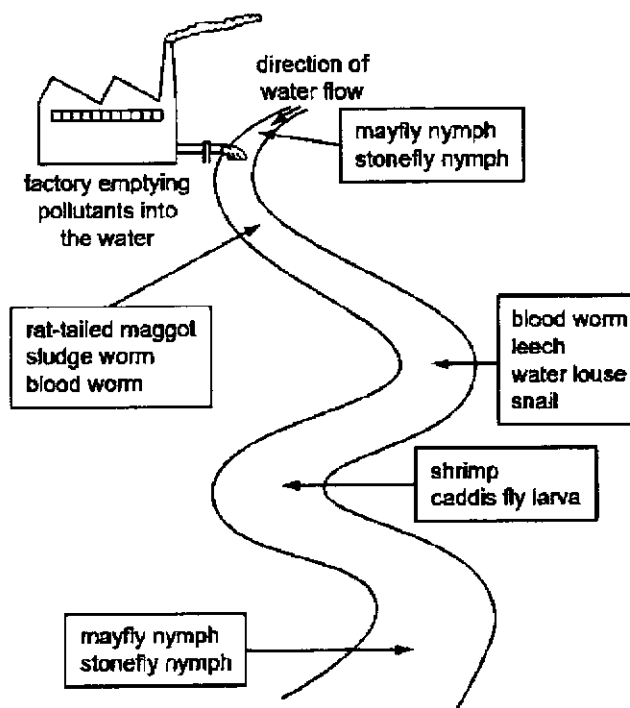 direction of
water flow
mayfly nymph
stonefly nymph
factory emptying
pollutants into
the water
rat-tailed maggot
sludge worm
blood worm
blood worm
leech
water louse
snail
shrimp
caddis fly larva
mayfly nymph
stonefly nymph